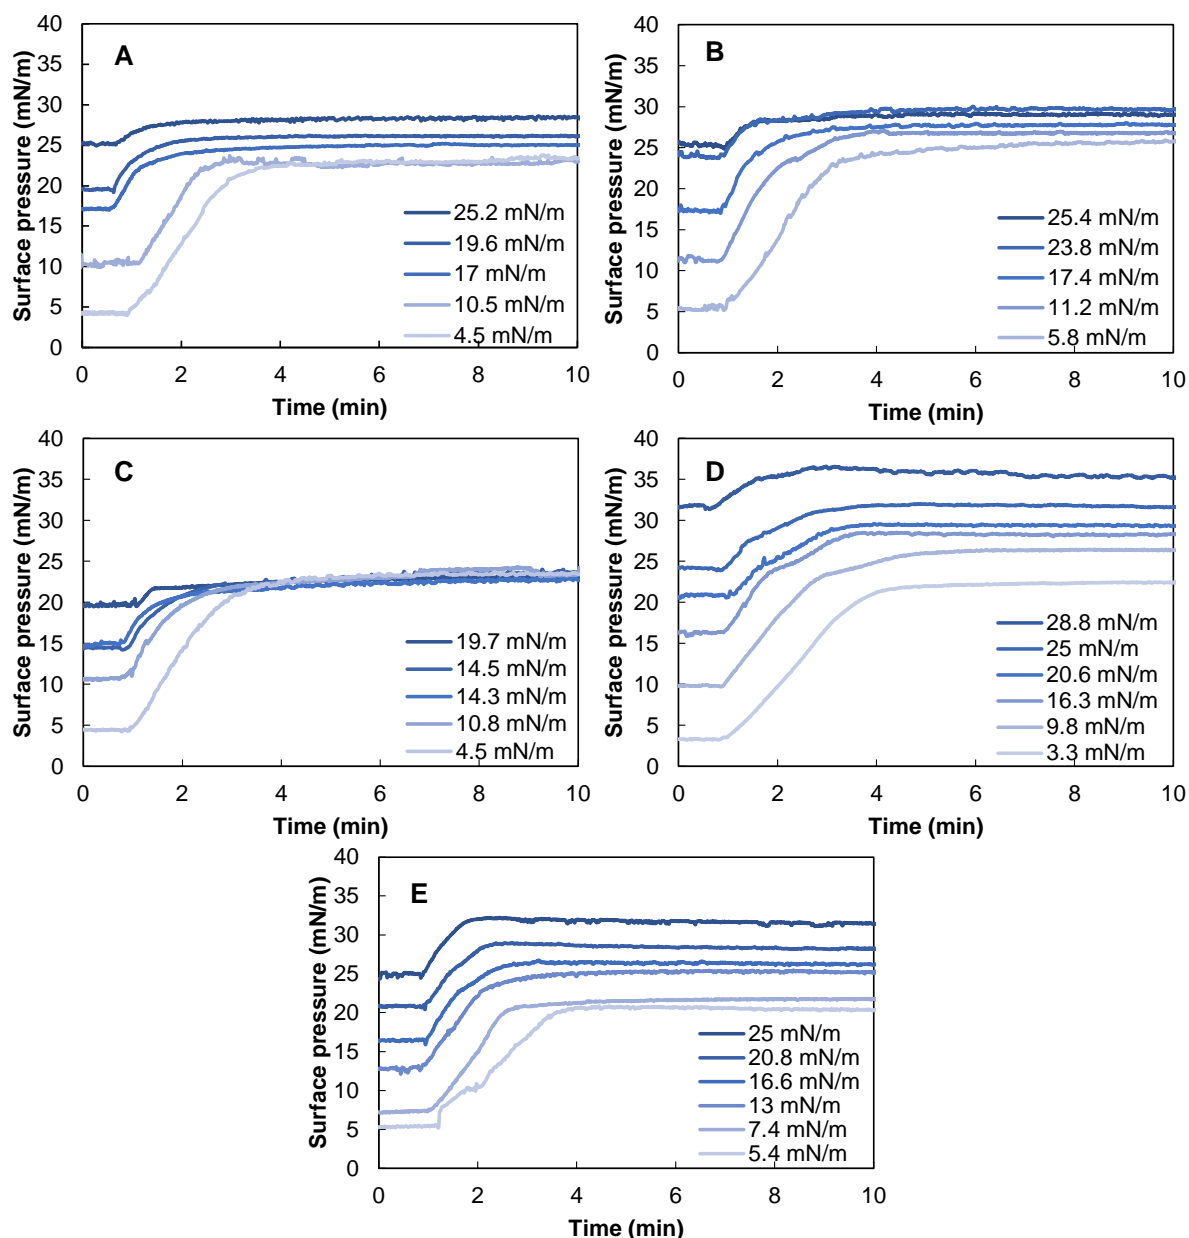 A
Surface pressure (mN/m)
40
35
30
25
20
15
10
5
0
25.2 mN/m
19.6 mN/m
17 mN/m
10.5 mN/m
4.5 mN/m
0 2 4 6 8 10
Time (min)
B
Surface pressure (mN/m)
40
35
30
25
20
15
10
5
0
25.4 mN/m
23.8 mN/m
17.4 mN/m
11.2 mN/m
5.8 mN/m
0 2 4 6 8 10
Time (min)
C
Surface pressure (mN/m)
40
35
30
25
20
15
10
5
0
19.7 mN/m
14.5 mN/m
14.3 mN/m
10.8 mN/m
4.5 mN/m
0 2 4 6 8 10
Time (min)
D
Surface pressure (mN/m)
40
35
30
25
20
15
10
5
0
28.8 mN/m
25 mN/m
20.6 mN/m
16.3 mN/m
9.8 mN/m
3.3 mN/m
0 2 4 6 8 10
Time (min)
E
Surface pressure (mN/m)
40
35
30
25
20
15
10
5
0
25 mN/m
20.8 mN/m
16.6 mN/m
13 mN/m
7.4 mN/m
5.4 mN/m
0 2 4 6 8 10
Time (min)